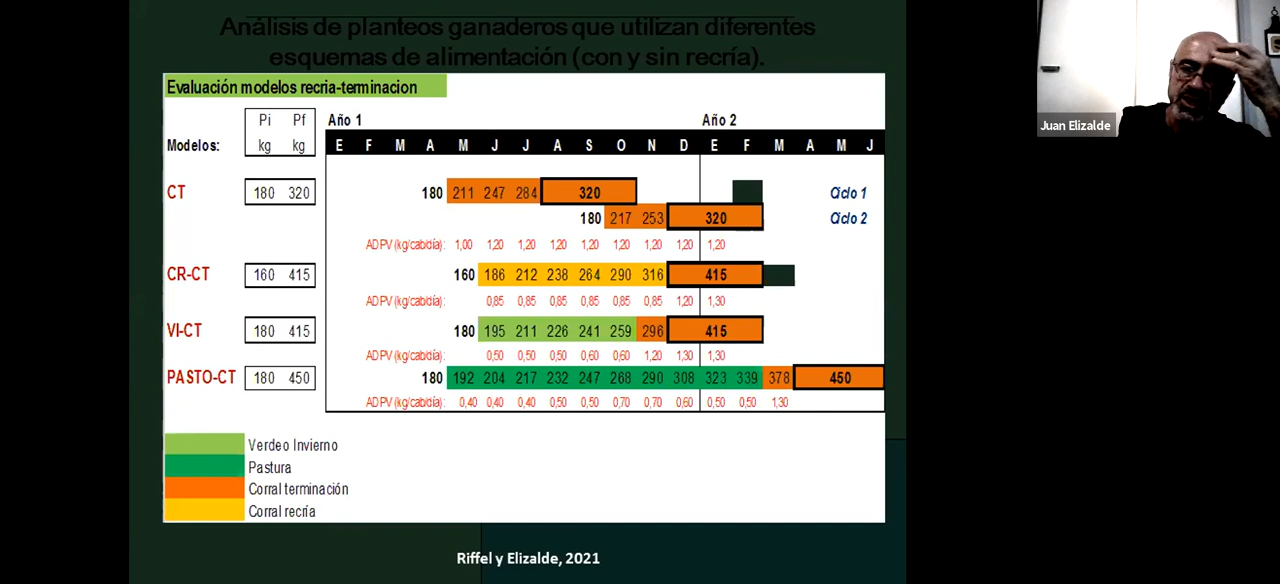 Análisis de planteos ganaderos que utilizan diferentes
esquemas de alimentación (con y sin recría).
Juan Elizalde
Evaluación modelos recria-terminacion
Pi Pf Año 1 Año 2
Modelos: kg kg E F M A M J J A S O N D E F M A M J
CT 180 320 180 211 247 284 320 Ciclo 1
180 217 253 320 Ciclo 2
ADPV (kg/cab/día): 1,00 1,20 1,20 1,20 1,20 1,20 1,20 1,20 1,20
CR-CT 160 415 160 186 212 238 264 290 316 415
ADPV (kg/cab/día): 0,85 0,85 0,85 0,85 0,85 0,85 1,20 1,30
VI-CT 180 415 180 195 211 226 241 259 296 415
ADPV (kg/cab/día): 0,50 0,50 0,50 0,60 0,60 1,20 1,30 1,30
PASTO-CT 180 450 180 192 204 217 232 247 268 290 308 323 339 378 450
ADPV (kg/cab/día): 0,40 0,40 0,40 0,50 0,50 0,70 0,70 0,60 0,50 0,50 1,30
Verdeo Invierno
Pastura
Corral terminación
Corral recría
Riffel y Elizalde, 2021